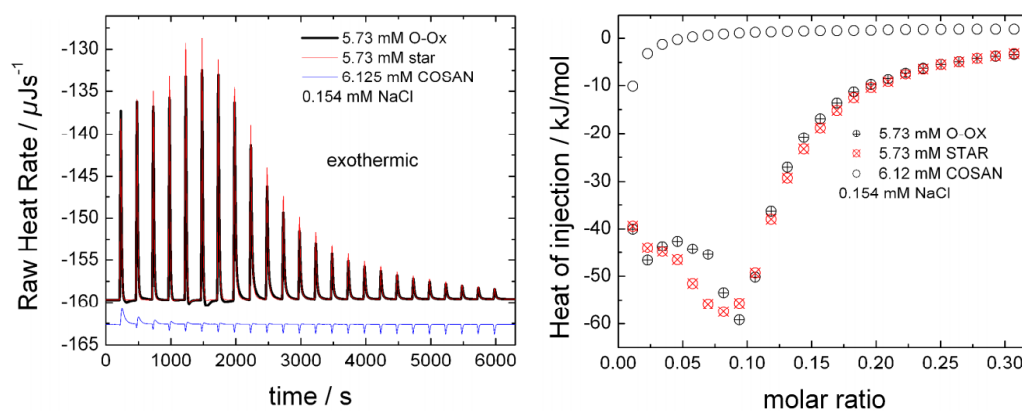 Raw Heat Rate / µJs⁻¹
-130
-135
-140
-145
-150
-155
-160
-165
5.73 mM O-Ox
5.73 mM star
6.125 mM COSAN
0.154 mM NaCl
exothermic
0 1000 2000 3000 4000 5000 6000
time / s
Heat of injection / kJ/mol
0
-10
-20
-30
-40
-50
-60
5.73 mM O-OX
5.73 mM STAR
6.12 mM COSAN
0.154 mM NaCl
0.00 0.05 0.10 0.15 0.20 0.25 0.30
molar ratio